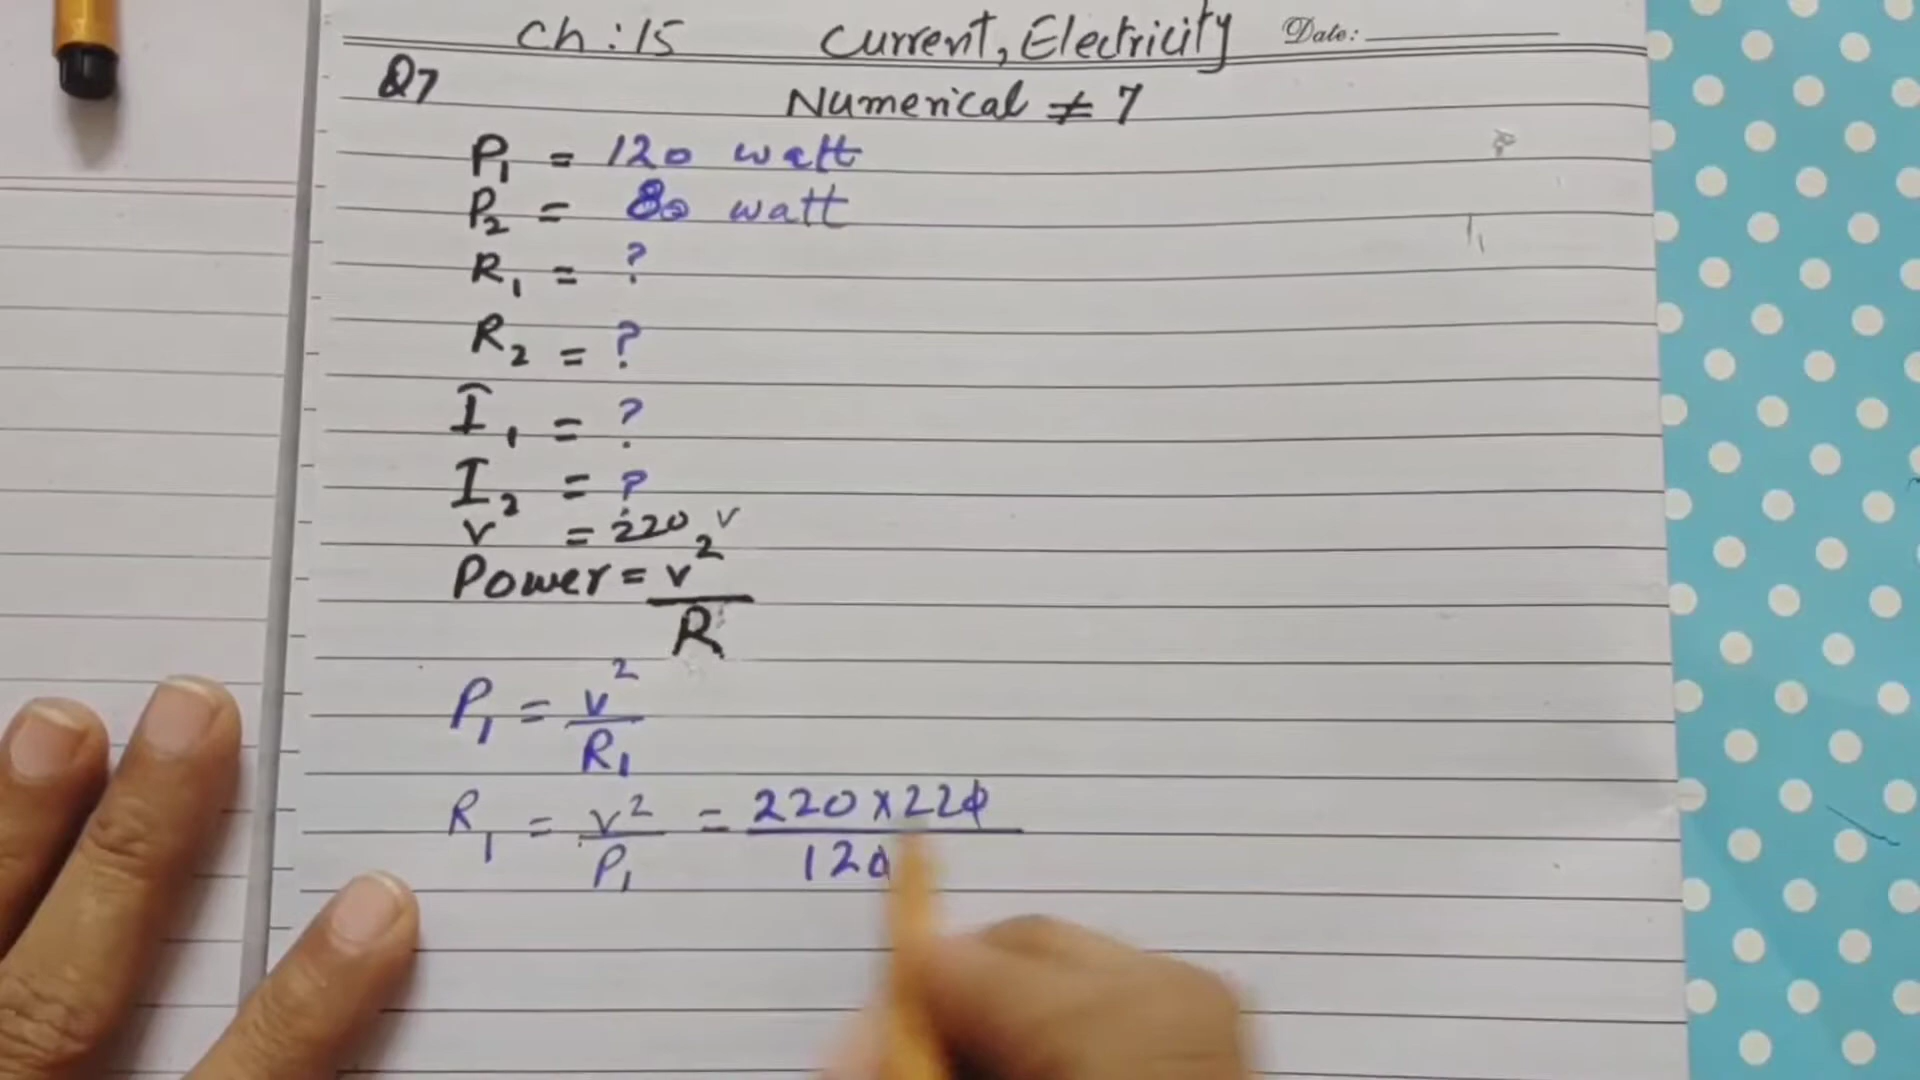 Ch : 15 Current, Electricity Date:
Q7 Numerical ≠ 7
P₁ = 120 watt
P₂ = 80 watt
R₁ = ?
R₂ = ?
I₁ = ?
I₂ = ?
v = 220 v
Power = v² / R
P₁ = v² / R₁
R₁ = v² / P₁ = 220 x 220 / 120